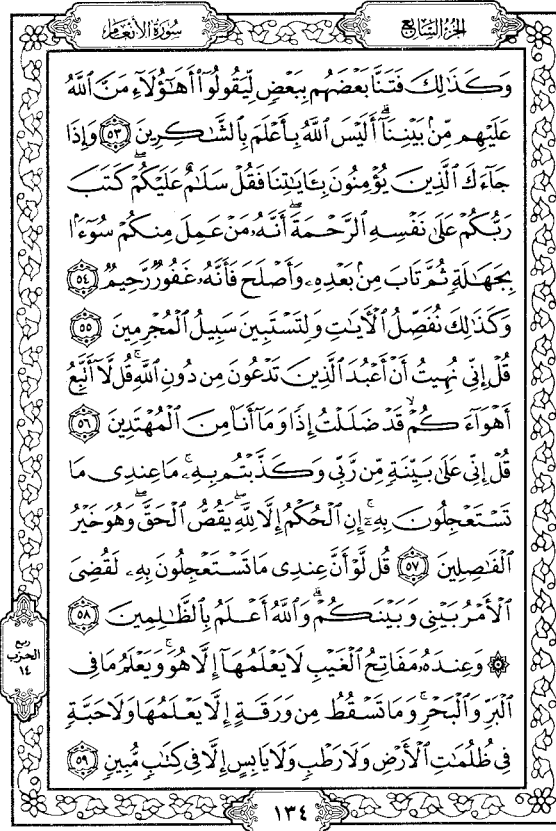 الجزء السابع
سورة الأنعام
وَكَذَٰلِكَ فَتَنَّا بَعْضَهُم بِبَعْضٍ لِّيَقُولُوٓا۟ أَهَٰٓؤُلَآءِ مَنَّ ٱللَّهُ
عَلَيْهِم مِّنۢ بَيْنِنَآ ۗ أَلَيْسَ ٱللَّهُ بِأَعْلَمَ بِٱلشَّٰكِرِينَ ٥٣ وَإِذَا
جَآءَكَ ٱلَّذِينَ يُؤْمِنُونَ بِـَٔايَٰتِنَا فَقُلْ سَلَٰمٌ عَلَيْكُمْ ۖ كَتَبَ
رَبُّكُمْ عَلَىٰ نَفْسِهِ ٱلرَّحْمَةَ ۖ أَنَّهُۥ مَنْ عَمِلَ مِنكُمْ سُوٓءًۢا
بِجَهَٰلَةٍ ثُمَّ تَابَ مِنۢ بَعْدِهِۦ وَأَصْلَحَ فَأَنَّهُۥ غَفُورٌ رَّحِيمٌ ٥٤
وَكَذَٰلِكَ نُفَصِّلُ ٱلْـَٔايَٰتِ وَلِتَسْتَبِينَ سَبِيلُ ٱلْمُجْرِمِينَ ٥٥
قُلْ إِنِّى نُهِيتُ أَنْ أَعْبُدَ ٱلَّذِينَ تَدْعُونَ مِن دُونِ ٱللَّهِ ۚ قُل لَّآ أَتَّبِعُ
أَهْوَآءَكُمْ ۙ قَدْ ضَلَلْتُ إِذًا وَمَآ أَنَا۠ مِنَ ٱلْمُهْتَدِينَ ٥٦
قُلْ إِنِّى عَلَىٰ بَيِّنَةٍ مِّن رَّبِّى وَكَذَّبْتُم بِهِۦ ۚ مَا عِندِى مَا
تَسْتَعْجِلُونَ بِهِۦٓ ۚ إِنِ ٱلْحُكْمُ إِلَّا لِلَّهِ ۖ يَقُصُّ ٱلْحَقَّ ۖ وَهُوَ خَيْرُ
ٱلْفَٰصِلِينَ ٥٧ قُل لَّوْ أَنَّ عِندِى مَا تَسْتَعْجِلُونَ بِهِۦ لَقُضِىَ
ٱلْأَمْرُ بَيْنِى وَبَيْنَكُمْ ۗ وَٱللَّهُ أَعْلَمُ بِٱلظَّٰلِمِينَ ٥٨
۞ وَعِندَهُۥ مَفَاتِحُ ٱلْغَيْبِ لَا يَعْلَمُهَآ إِلَّا هُوَ ۚ وَيَعْلَمُ مَا فِى
ٱلْبَرِّ وَٱلْبَحْرِ ۚ وَمَا تَسْقُطُ مِن وَرَقَةٍ إِلَّا يَعْلَمُهَا وَلَا حَبَّةٍ
فِى ظُلُمَٰتِ ٱلْأَرْضِ وَلَا رَطْبٍ وَلَا يَابِسٍ إِلَّا فِى كِتَٰبٍ مُّبِينٍ ٥٩
ربع
الحزب
١٤
١٣٤